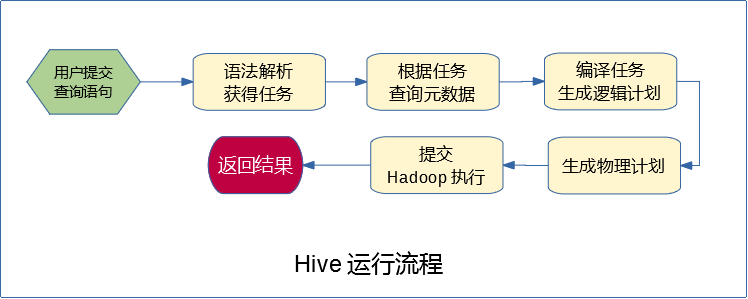 用户提交
查询语句
语法解析
获得任务
根据任务
查询元数据
编译任务
生成逻辑计划
生成物理计划
提交
Hadoop 执行
返回结果
Hive 运行流程